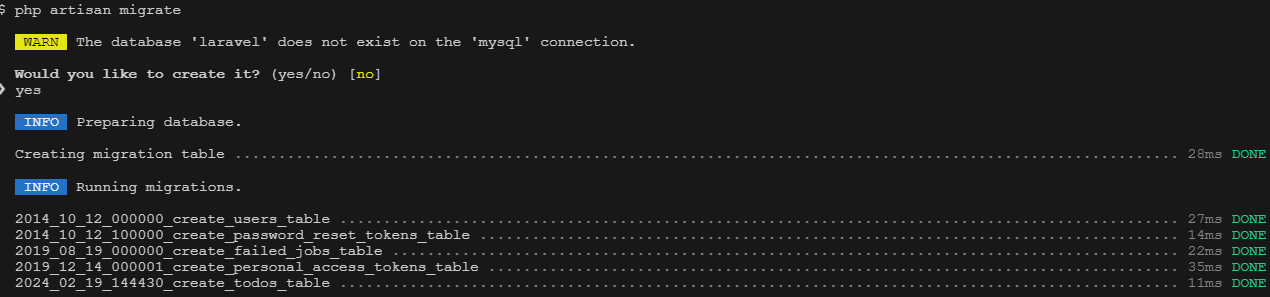 $ php artisan migrate
WARN The database 'laravel' does not exist on the 'mysql' connection.
Would you like to create it? (yes/no) [no]
❯ yes
INFO Preparing database.
Creating migration table ............................................................................................................. 28ms DONE
INFO Running migrations.
2014_10_12_000000_create_users_table ................................................................................................. 27ms DONE
2014_10_12_100000_create_password_reset_tokens_table ................................................................................. 14ms DONE
2019_08_19_000000_create_failed_jobs_table ........................................................................................... 22ms DONE
2019_12_14_000001_create_personal_access_tokens_table ................................................................................ 35ms DONE
2024_02_19_144430_create_todos_table ................................................................................................. 11ms DONE